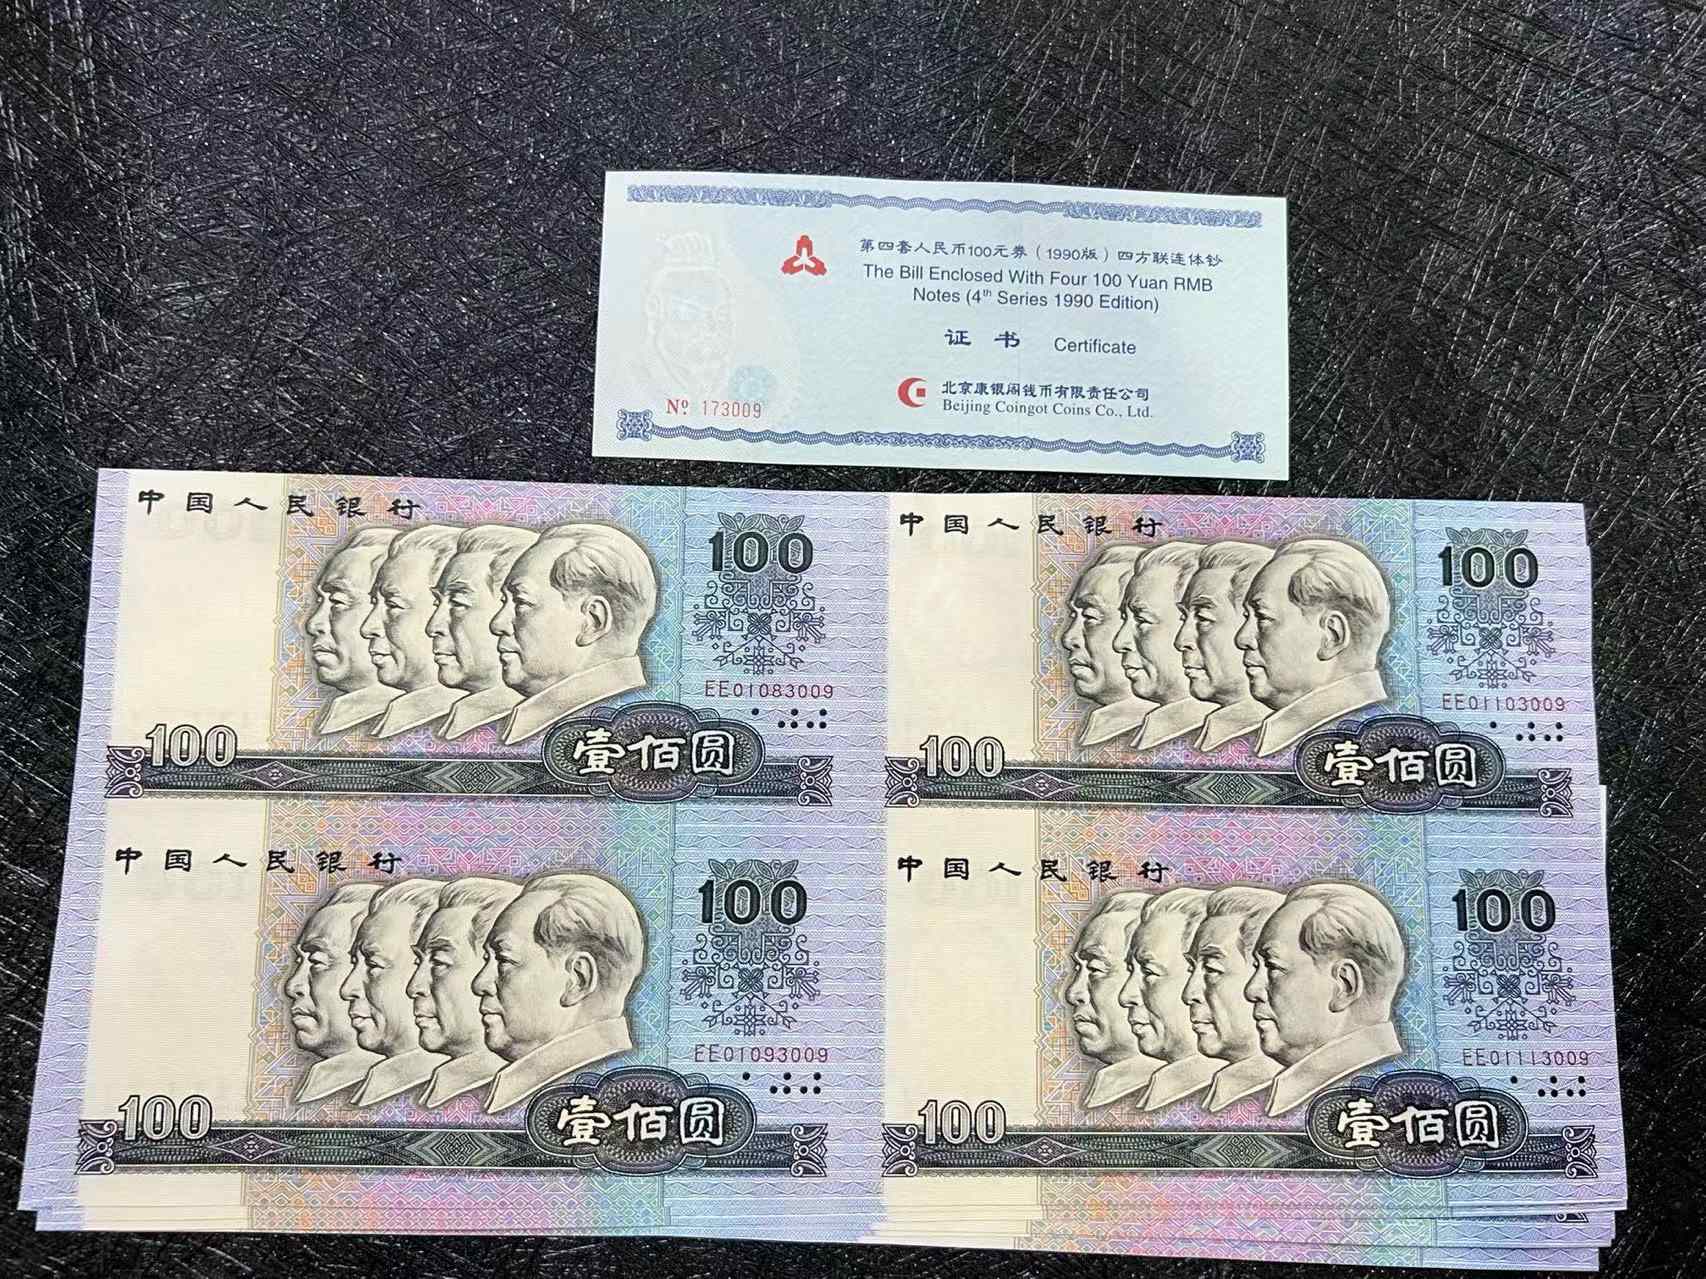 第四套人民币100元券（1990版）四方联连体钞
The Bill Enclosed With Four 100 Yuan RMB
Notes (4th Series 1990 Edition)
证书 Certificate
北京康银阁钱币有限责任公司
Beijing Coingot Coins Co., Ltd.
Nº 173009
中国人民银行
100
EE01083009
100
壹佰圆
中国人民银行
100
EE01103009
100
壹佰圆
中国人民银行
100
EE01093009
100
壹佰圆
中国人民银行
100
EE01113009
100
壹佰圆